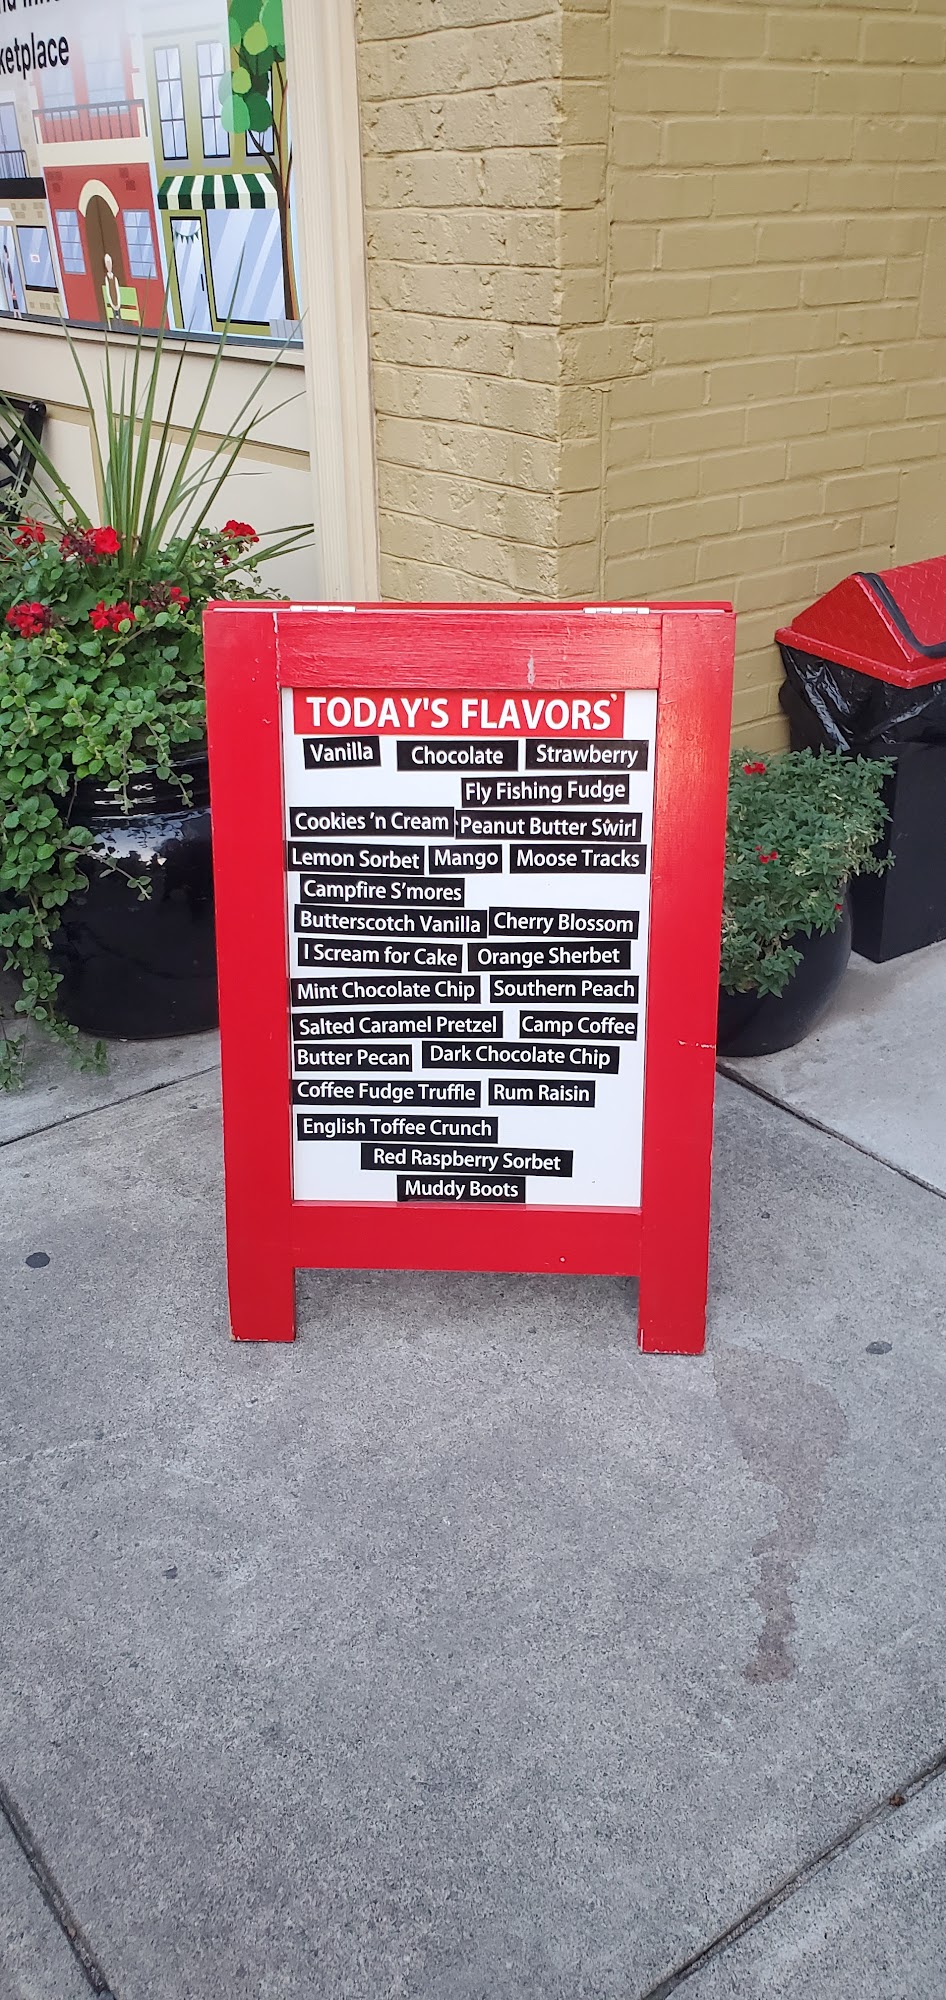 ketplace
TODAY'S FLAVORS
Vanilla Chocolate Strawberry
Fly Fishing Fudge
Cookies 'n Cream Peanut Butter Swirl
Lemon Sorbet Mango Moose Tracks
Campfire S'mores
Butterscotch Vanilla Cherry Blossom
I Scream for Cake Orange Sherbet
Mint Chocolate Chip Southern Peach
Salted Caramel Pretzel Camp Coffee
Butter Pecan Dark Chocolate Chip
Coffee Fudge Truffle Rum Raisin
English Toffee Crunch
Red Raspberry Sorbet
Muddy Boots